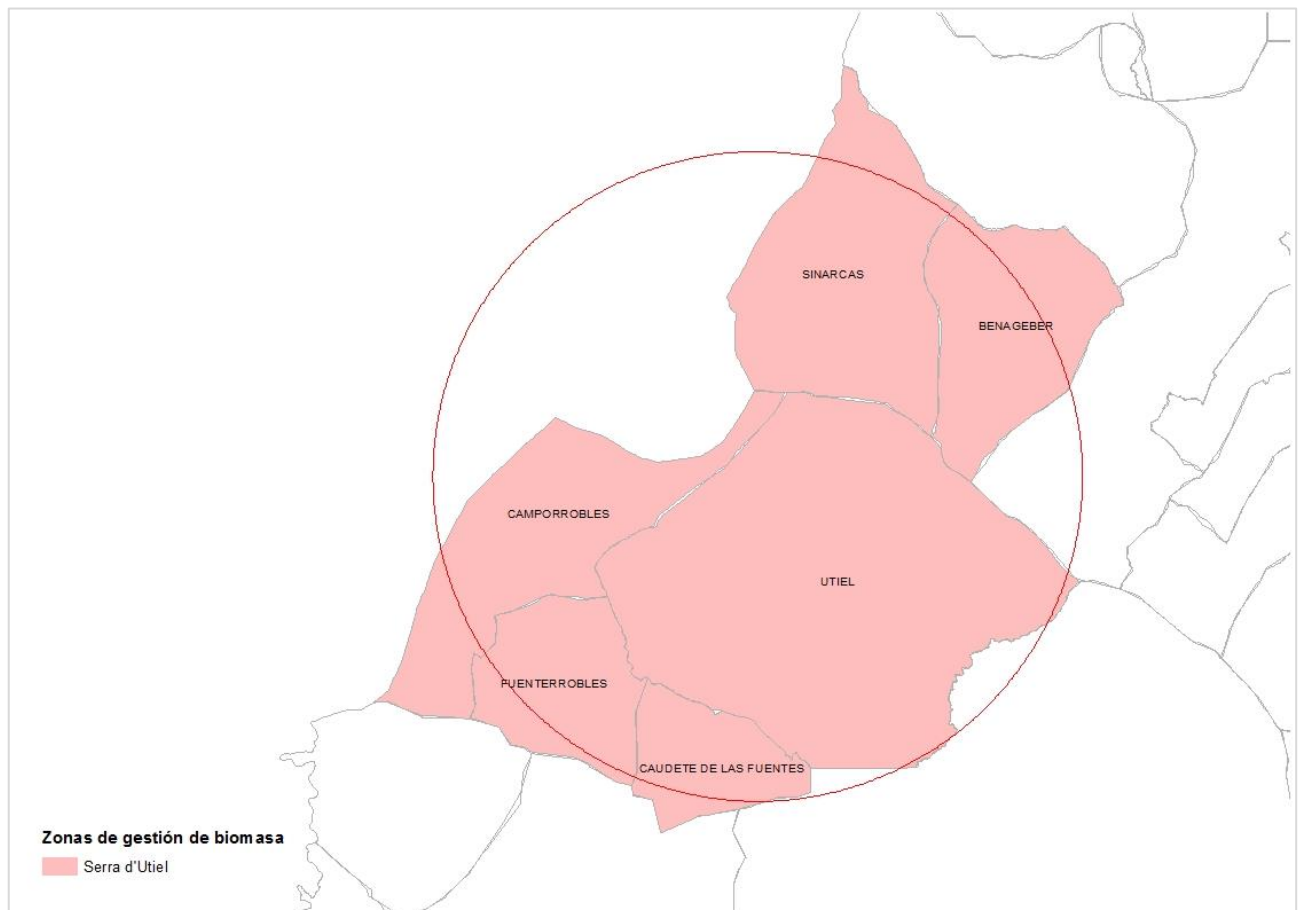 SINARCAS
BENAGEBER
CAMPORROBLES
UTIEL
FUENTERROBLES
CAUDETE DE LAS FUENTES
Zonas de gestión de biomasa
Serra d'Utiel